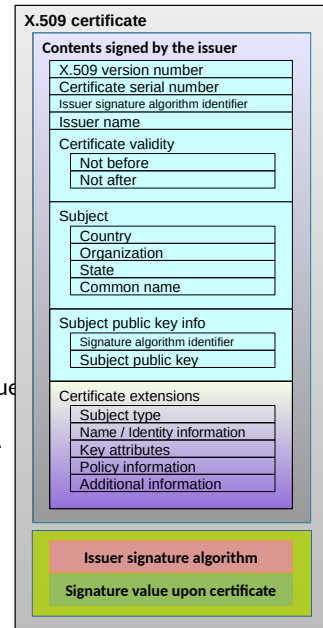 X.509 certificate
Contents signed by the issuer
X.509 version number
Certificate serial number
Issuer signature algorithm identifier
Issuer name
Certificate validity
Not before
Not after
Subject
Country
Organization
State
Common name
Subject public key info
Signature algorithm identifier
Subject public key
Certificate extensions
Subject type
Name / Identity information
Key attributes
Policy information
Additional information
Issuer signature algorithm
Signature value upon certificate